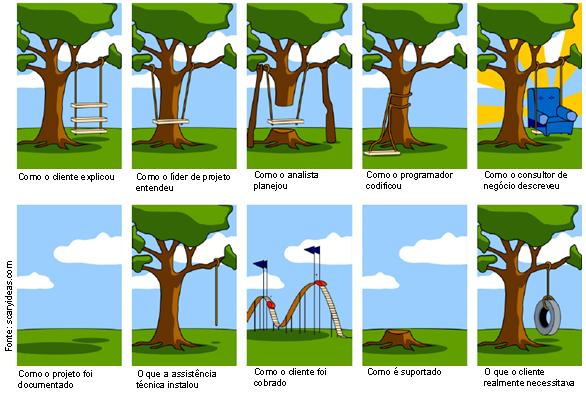 Como o cliente explicou
Como o líder de projeto
entendeu
Como o analista
planejou
Como o programador
codificou
Como o consultor de
negócio descreveu
Fonte: scaryideas.com
Como o projeto foi
documentado
O que a assistência
técnica instalou
Como o cliente foi
cobrado
Como é suportado
O que o cliente
realmente necessitava